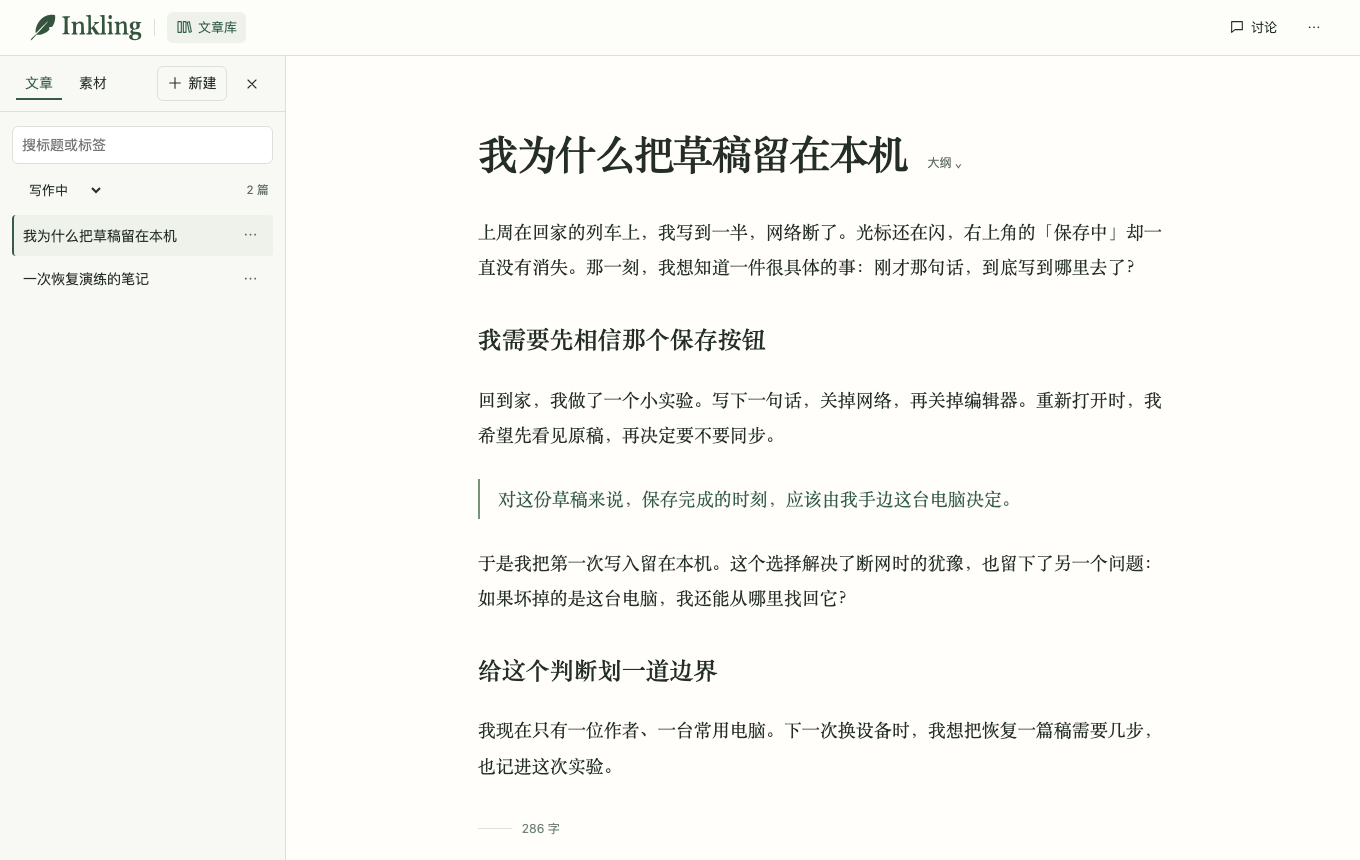 Inkling
文章库
讨论
文章
素材
新建
搜标题或标签
写作中
2 篇
我为什么把草稿留在本机
一次恢复演练的笔记
我为什么把草稿留在本机
大纲
上周在回家的列车上，我写到一半，网络断了。光标还在闪，右上角的「保存中」却一
直没有消失。那一刻，我想知道一件很具体的事：刚才那句话，到底写到哪里去了？
我需要先相信那个保存按钮
回到家，我做了一个小实验。写下一句话，关掉网络，再关掉编辑器。重新打开时，我
希望先看见原稿，再决定要不要同步。
对这份草稿来说，保存完成的时刻，应该由我手边这台电脑决定。
于是我把第一次写入留在本机。这个选择解决了断网时的犹豫，也留下了另一个问题：
如果坏掉的是这台电脑，我还能从哪里找回它？
给这个判断划一道边界
我现在只有一位作者、一台常用电脑。下一次换设备时，我想把恢复一篇稿需要几步，
也记进这次实验。
286 字